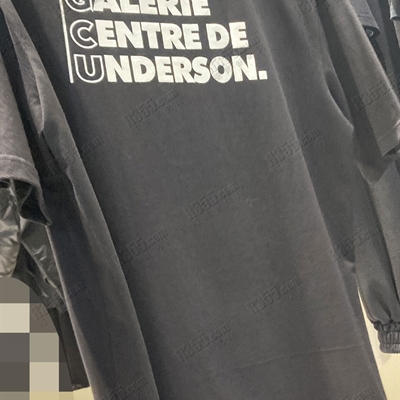 GALERIE
CENTRE DE
UNDERSON.